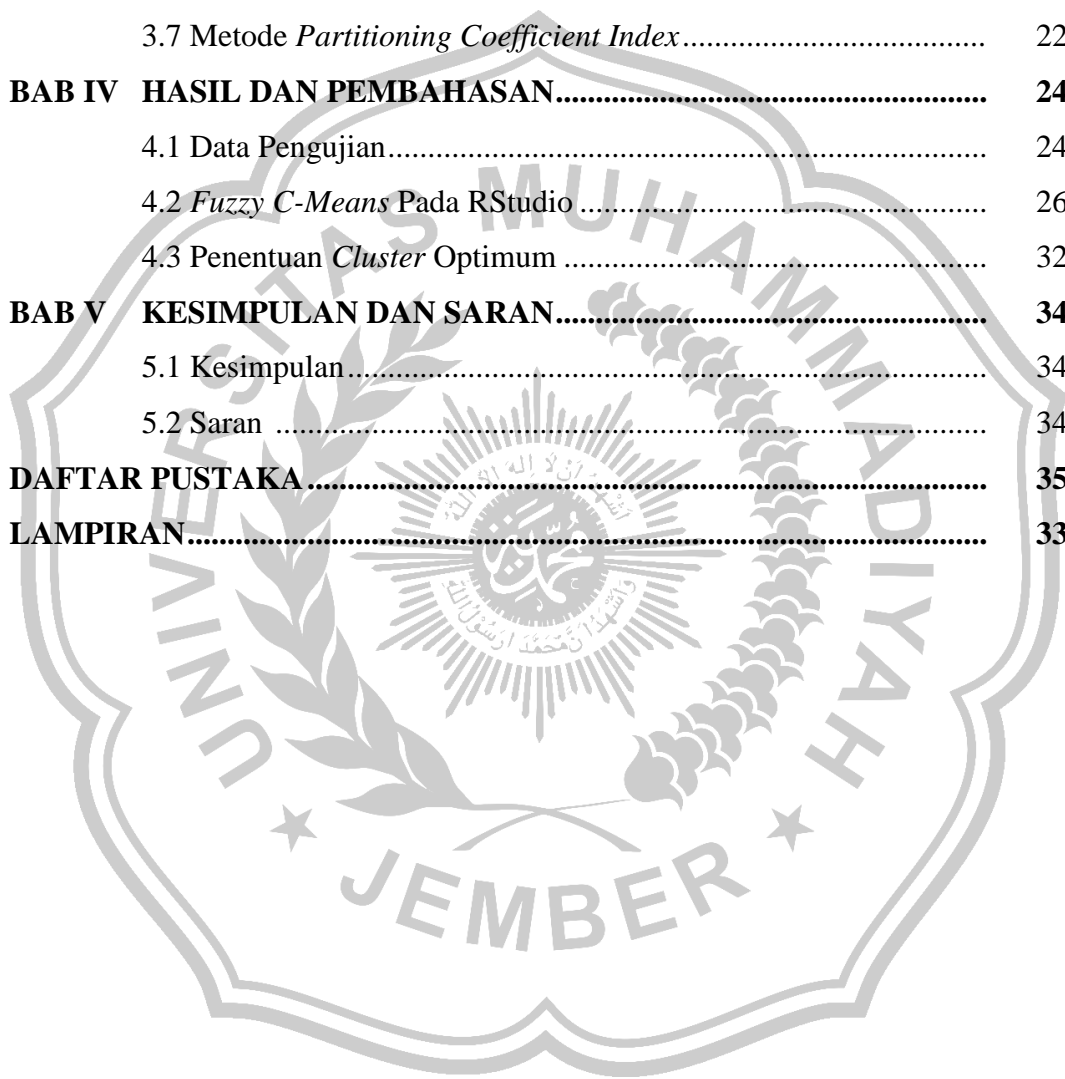 3.7 Metode Partitioning Coefficient Index...................................... 22
BAB IV HASIL DAN PEMBAHASAN...................................................... 24
4.1 Data Pengujian........................................................................... 24
4.2 Fuzzy C-Means Pada RStudio ................................................... 26
4.3 Penentuan Cluster Optimum ..................................................... 32
BAB V KESIMPULAN DAN SARAN...................................................... 34
5.1 Kesimpulan................................................................................ 34
5.2 Saran ......................................................................................... 34
DAFTAR PUSTAKA..................................................................................... 35
LAMPIRAN.................................................................................................... 33
UNIVERSITAS MUHAMMADIYAH
JEMBER